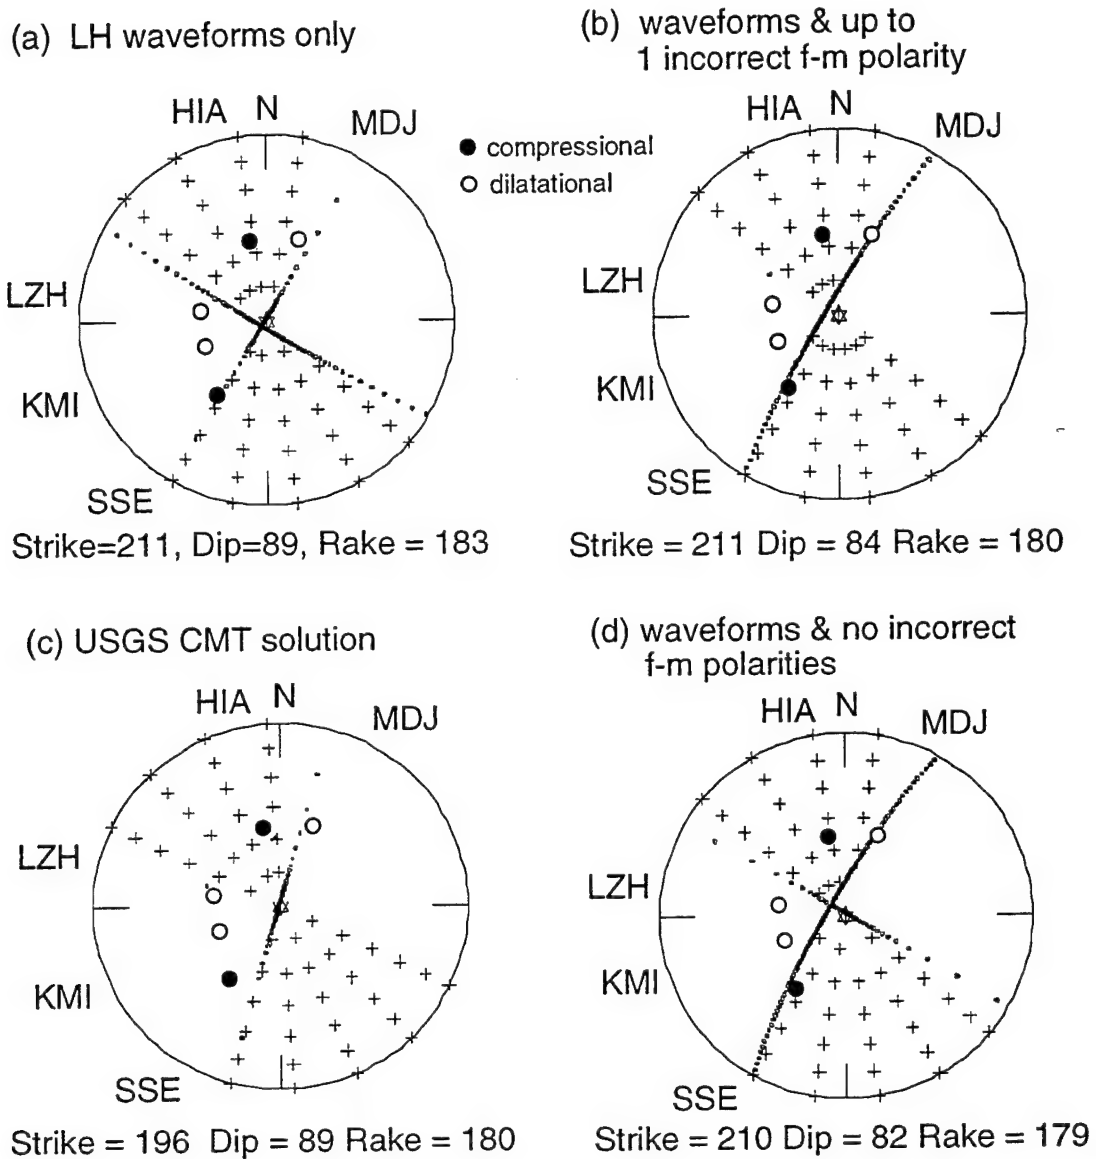 (a) LH waveforms only
(b) waveforms & up to
1 incorrect f-m polarity
HIA N MDJ
compressional
dilatational
LZH
KMI
SSE
Strike=211, Dip=89, Rake = 183
HIA N MDJ
LZH
KMI
SSE
Strike = 211 Dip = 84 Rake = 180
(c) USGS CMT solution
HIA N MDJ
LZH
KMI
SSE
Strike = 196 Dip = 89 Rake = 180
(d) waveforms & no incorrect
f-m polarities
HIA N MDJ
LZH
KMI
SSE
Strike = 210 Dip = 82 Rake = 179